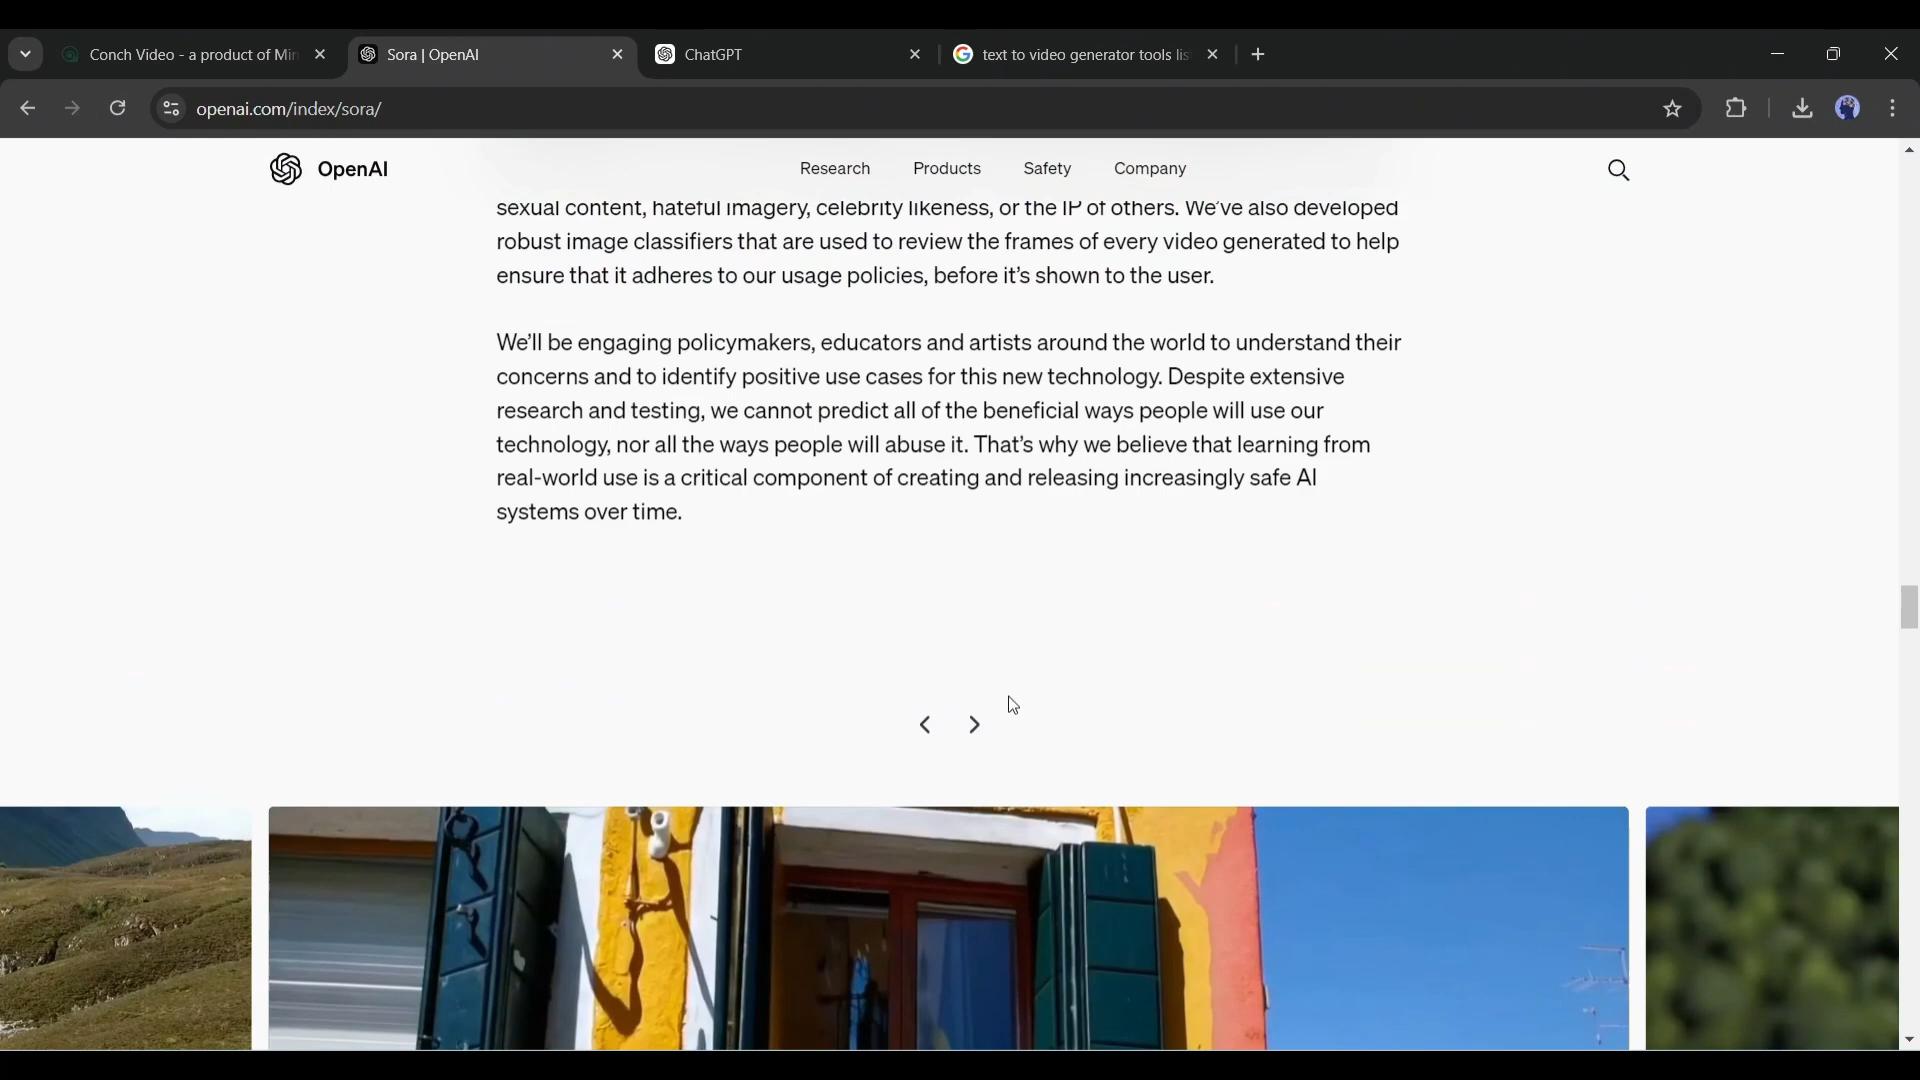 Conch Video - a product of Min
Sora | OpenAI
ChatGPT
text to video generator tools lis
openai.com/index/sora/
OpenAI
Research
Products
Safety
Company
sexual content, hateful imagery, celebrity likeness, or the IP of others. We've also developed
robust image classifiers that are used to review the frames of every video generated to help
ensure that it adheres to our usage policies, before it's shown to the user.
We'll be engaging policymakers, educators and artists around the world to understand their
concerns and to identify positive use cases for this new technology. Despite extensive
research and testing, we cannot predict all of the beneficial ways people will use our
technology, nor all the ways people will abuse it. That's why we believe that learning from
real-world use is a critical component of creating and releasing increasingly safe AI
systems over time.